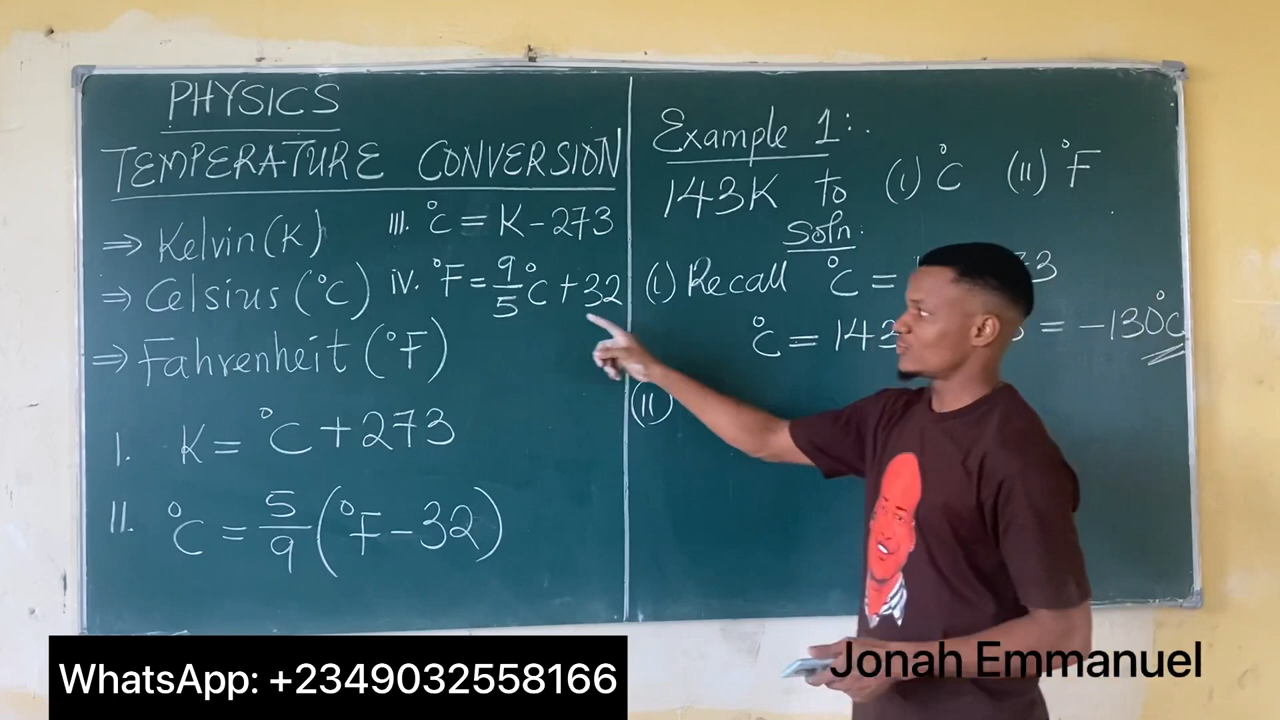 PHYSICS
TEMPERATURE CONVERSION
⇒ Kelvin (K)
⇒ Celsius (°C)
⇒ Fahrenheit (°F)
I. K = °C + 273
II. °C = 5/9 (°F - 32)
III. °C = K - 273
iv. °F = 9/5 °C + 32
Example 1:.
143K to (i) °C (ii) °F
Soln:
(i) Recall °C = 73
°C = 143 = -130°C
(ii)
WhatsApp: +2349032558166
Jonah Emmanuel